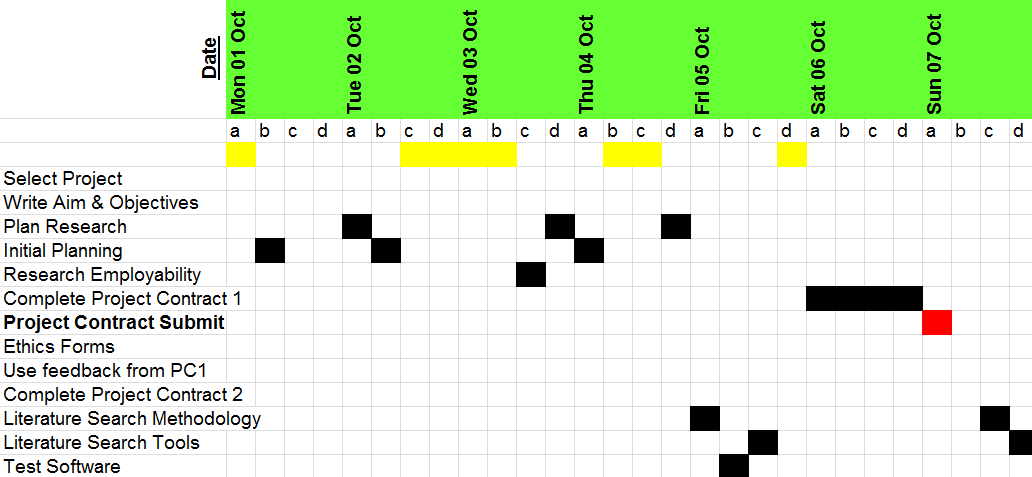 Date
Mon 01 Oct
Tue 02 Oct
Wed 03 Oct
Thu 04 Oct
Fri 05 Oct
Sat 06 Oct
Sun 07 Oct
a b c d a b c d a b c d a b c d a b c d a b c d a b c d
Select Project
Write Aim & Objectives
Plan Research
Initial Planning
Research Employability
Complete Project Contract 1
Project Contract Submit
Ethics Forms
Use feedback from PC1
Complete Project Contract 2
Literature Search Methodology
Literature Search Tools
Test Software